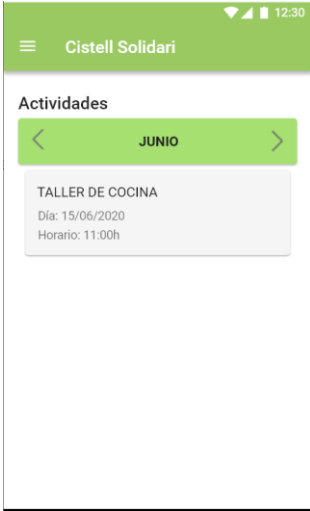 12:30
Cistell Solidari
Actividades
JUNIO
TALLER DE COCINA
Día: 15/06/2020
Horario: 11:00h